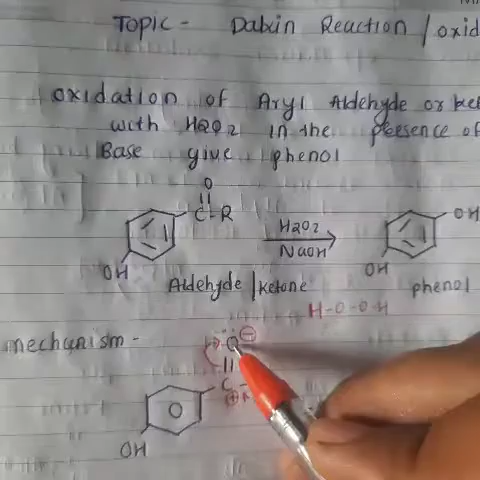 Topic - Dakin Reaction / oxid
oxidation of Aryl Aldehyde or ke
with H2O2 in the presence of
Base give phenol
O
C-R
H2O2
NaOH
OH
OH
OH
Aldehyde / ketone
phenol
H-O-O-H
mechanism -
O
C
O
OH